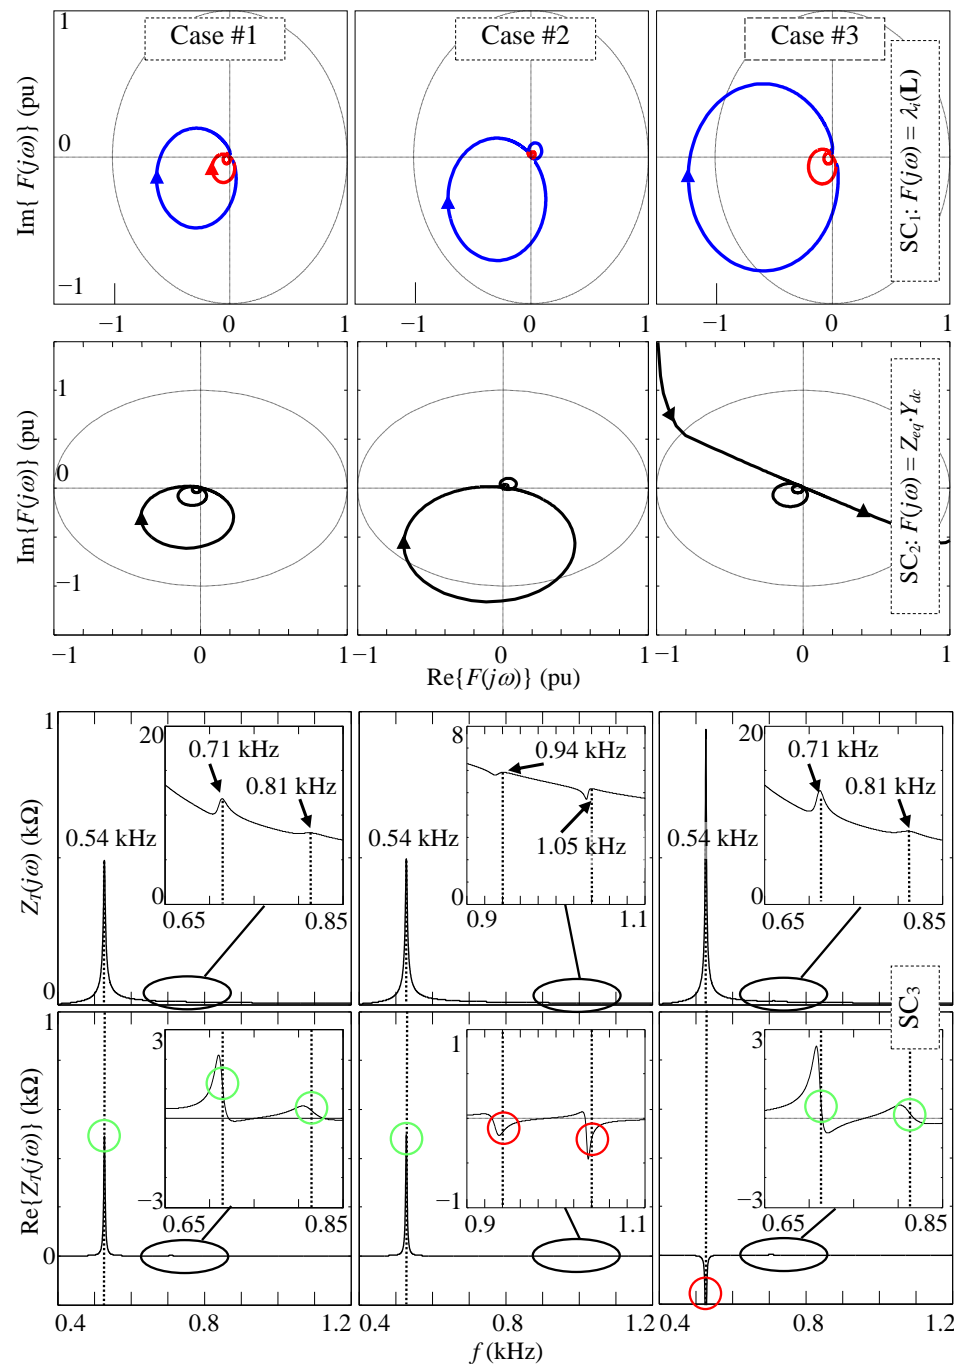 Case #1
Case #2
Case #3
1
0
−1
Im{ F(jω)} (pu)
SC1: F(jω) = λi(L)
−1
0
1
−1
0
1
−1
0
1
1
0
−1
Im{F(jω)} (pu)
SC2: F(jω) = Zeq·Ydc
−1
0
1
−1
0
1
−1
0
1
Re{F(jω)} (pu)
1
0
ZT(jω) (kΩ)
0.54 kHz
20
0
0.71 kHz
0.81 kHz
0.65
0.85
0.54 kHz
8
0
0.94 kHz
1.05 kHz
0.9
1.1
0.54 kHz
20
0
0.71 kHz
0.81 kHz
0.65
0.85
SC3
1
0
Re{ZT(jω)} (kΩ)
3
−3
0.65
0.85
1
−1
0.9
1.1
3
−3
0.65
0.85
0.4
0.8
1.2
0.4
0.8
1.2
0.4
0.8
1.2
f (kHz)